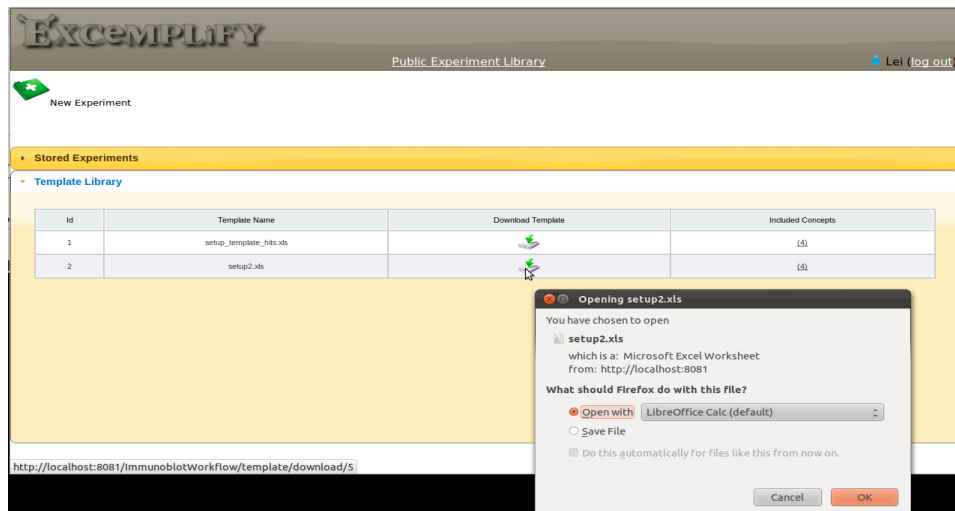 EXCEMPLIFY
Public Experiment Library
Lei (log out)
New Experiment
Stored Experiments
Template Library
Id Template Name Download Template Included Concepts
1 setup_template_hits.xls (4)
2 setup2.xls (4)
Opening setup2.xls
You have chosen to open
setup2.xls
which is a: Microsoft Excel Worksheet
from: http://localhost:8081
What should Firefox do with this file?
Open with LibreOffice Calc (default)
Save File
Do this automatically for files like this from now on.
Cancel OK
http://localhost:8081/ImmunoblotWorkflow/template/download/5